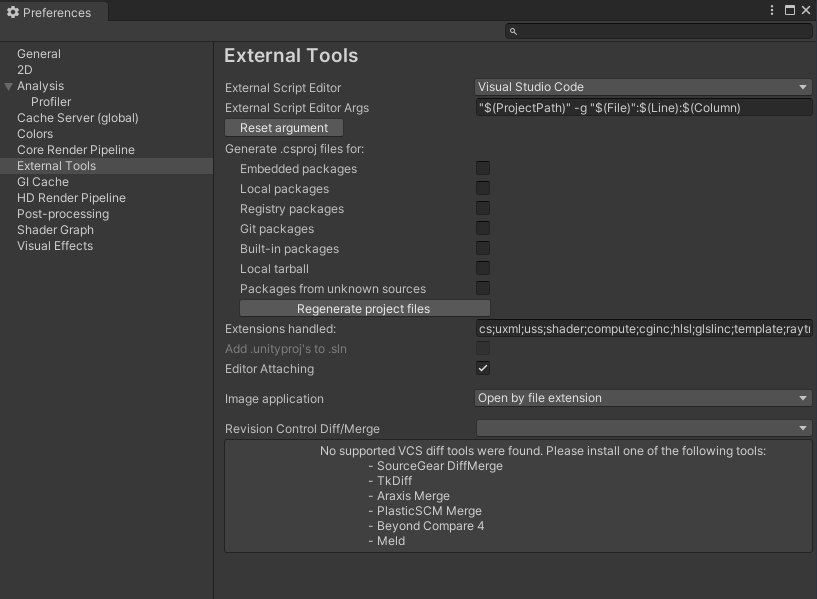 Preferences
General
2D
Analysis
Profiler
Cache Server (global)
Colors
Core Render Pipeline
External Tools
GI Cache
HD Render Pipeline
Post-processing
Shader Graph
Visual Effects
External Tools
External Script Editor Visual Studio Code
External Script Editor Args "$(ProjectPath)" -g "$(File)":$(Line):$(Column)
Reset argument
Generate .csproj files for:
Embedded packages
Local packages
Registry packages
Git packages
Built-in packages
Local tarball
Packages from unknown sources
Regenerate project files
Extensions handled: cs;uxml;uss;shader;compute;cginc;hlsl;glslinc;template;raytr
Add .unityproj's to .sln
Editor Attaching
Image application Open by file extension
Revision Control Diff/Merge
No supported VCS diff tools were found. Please install one of the following tools:
- SourceGear DiffMerge
- TkDiff
- Araxis Merge
- PlasticSCM Merge
- Beyond Compare 4
- Meld